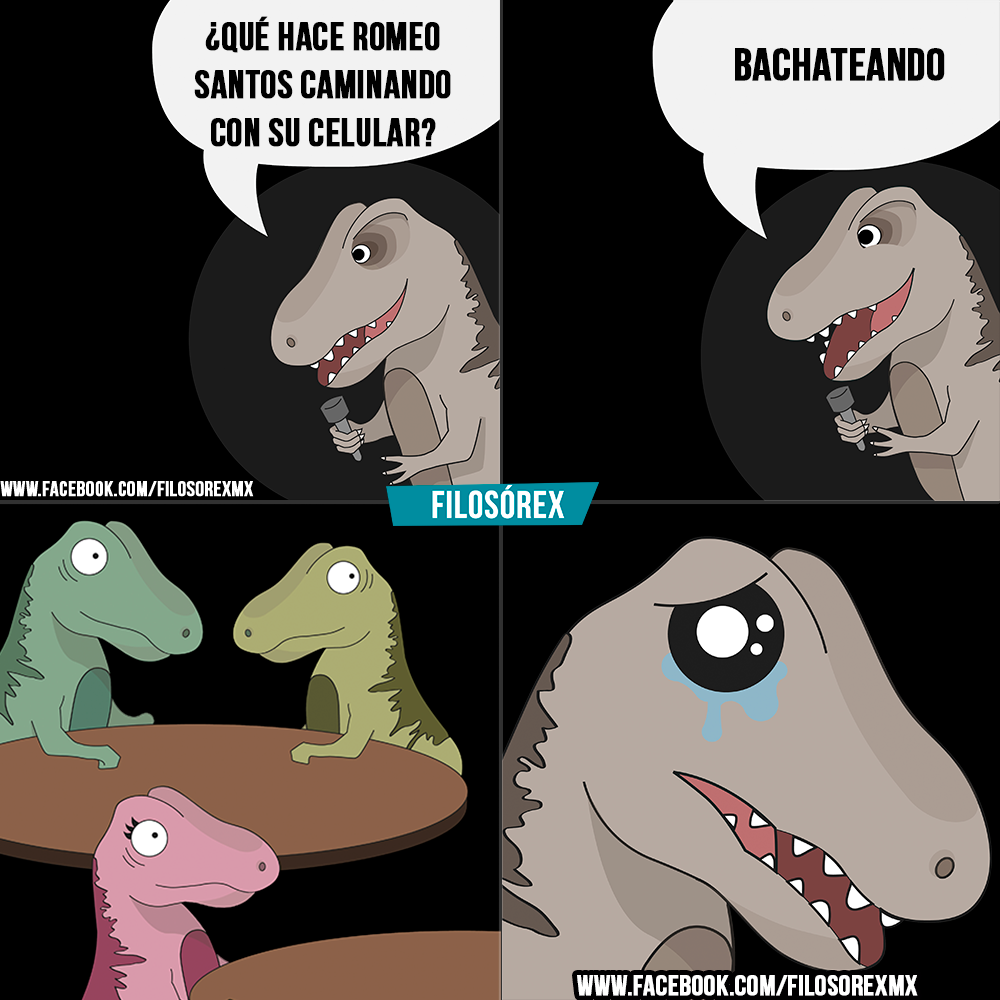 ¿QUÉ HACE ROMEO
SANTOS CAMINANDO
CON SU CELULAR?
BACHATEANDO
WWW.FACEBOOK.COM/FILOSOREXMX
FILOSÓREX
WWW.FACEBOOK.COM/FILOSOREXMX